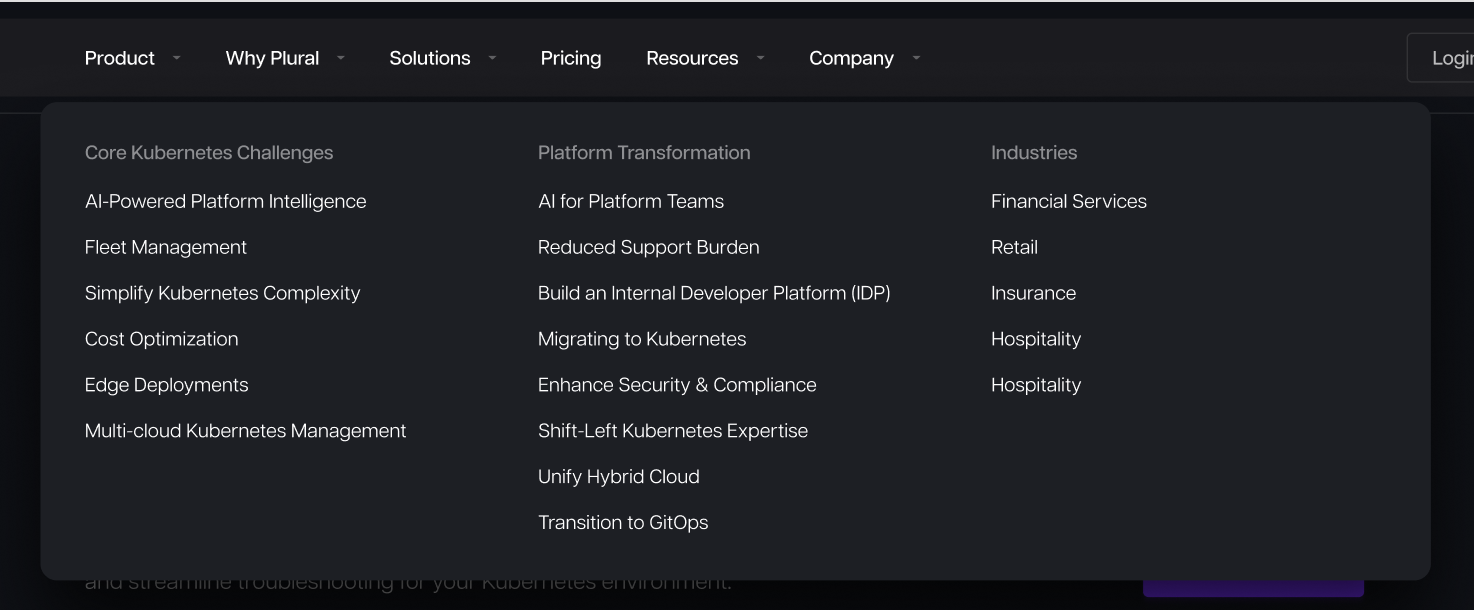 Product
Why Plural
Solutions
Pricing
Resources
Company
Core Kubernetes Challenges
AI-Powered Platform Intelligence
Fleet Management
Simplify Kubernetes Complexity
Cost Optimization
Edge Deployments
Multi-cloud Kubernetes Management
Platform Transformation
AI for Platform Teams
Reduced Support Burden
Build an Internal Developer Platform (IDP)
Migrating to Kubernetes
Enhance Security & Compliance
Shift-Left Kubernetes Expertise
Unify Hybrid Cloud
Transition to GitOps
Industries
Financial Services
Retail
Insurance
Hospitality
Hospitality
and streamline troubleshooting for your Kubernetes environment.